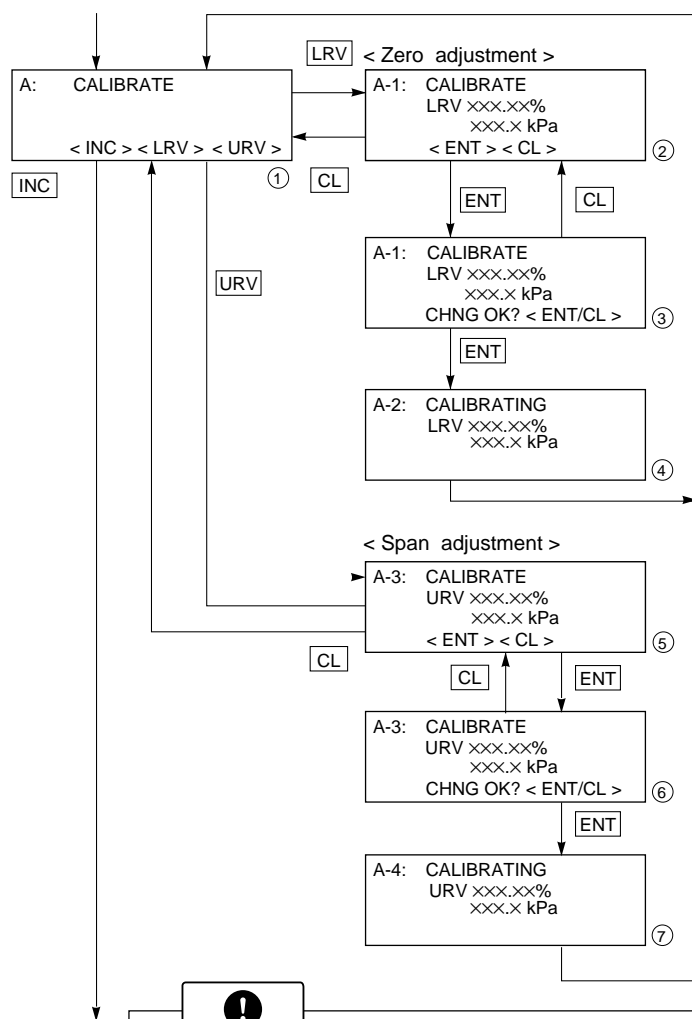 LRV < Zero adjustment >
A: CALIBRATE
< INC > < LRV > < URV >
①
INC
CL
A-1: CALIBRATE
LRV ×××.××%
×××.× kPa
< ENT > < CL >
②
ENT
CL
URV
A-1: CALIBRATE
LRV ×××.××%
×××.× kPa
CHNG OK? < ENT/CL >
③
ENT
A-2: CALIBRATING
LRV ×××.××%
×××.× kPa
④
< Span adjustment >
A-3: CALIBRATE
URV ×××.××%
×××.× kPa
< ENT > < CL >
⑤
CL
CL
ENT
A-3: CALIBRATE
URV ×××.××%
×××.× kPa
CHNG OK? < ENT/CL >
⑥
ENT
A-4: CALIBRATING
URV ×××.××%
×××.× kPa
⑦